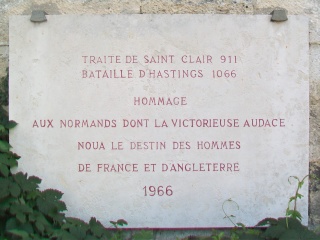 TRAITE DE SAINT CLAIR 911
BATAILLE D'HASTINGS 1066
HOMMAGE
AUX NORMANDS DONT LA VICTORIEUSE AUDACE
NOUA LE DESTIN DES HOMMES
DE FRANCE ET D'ANGLETERRE
1966